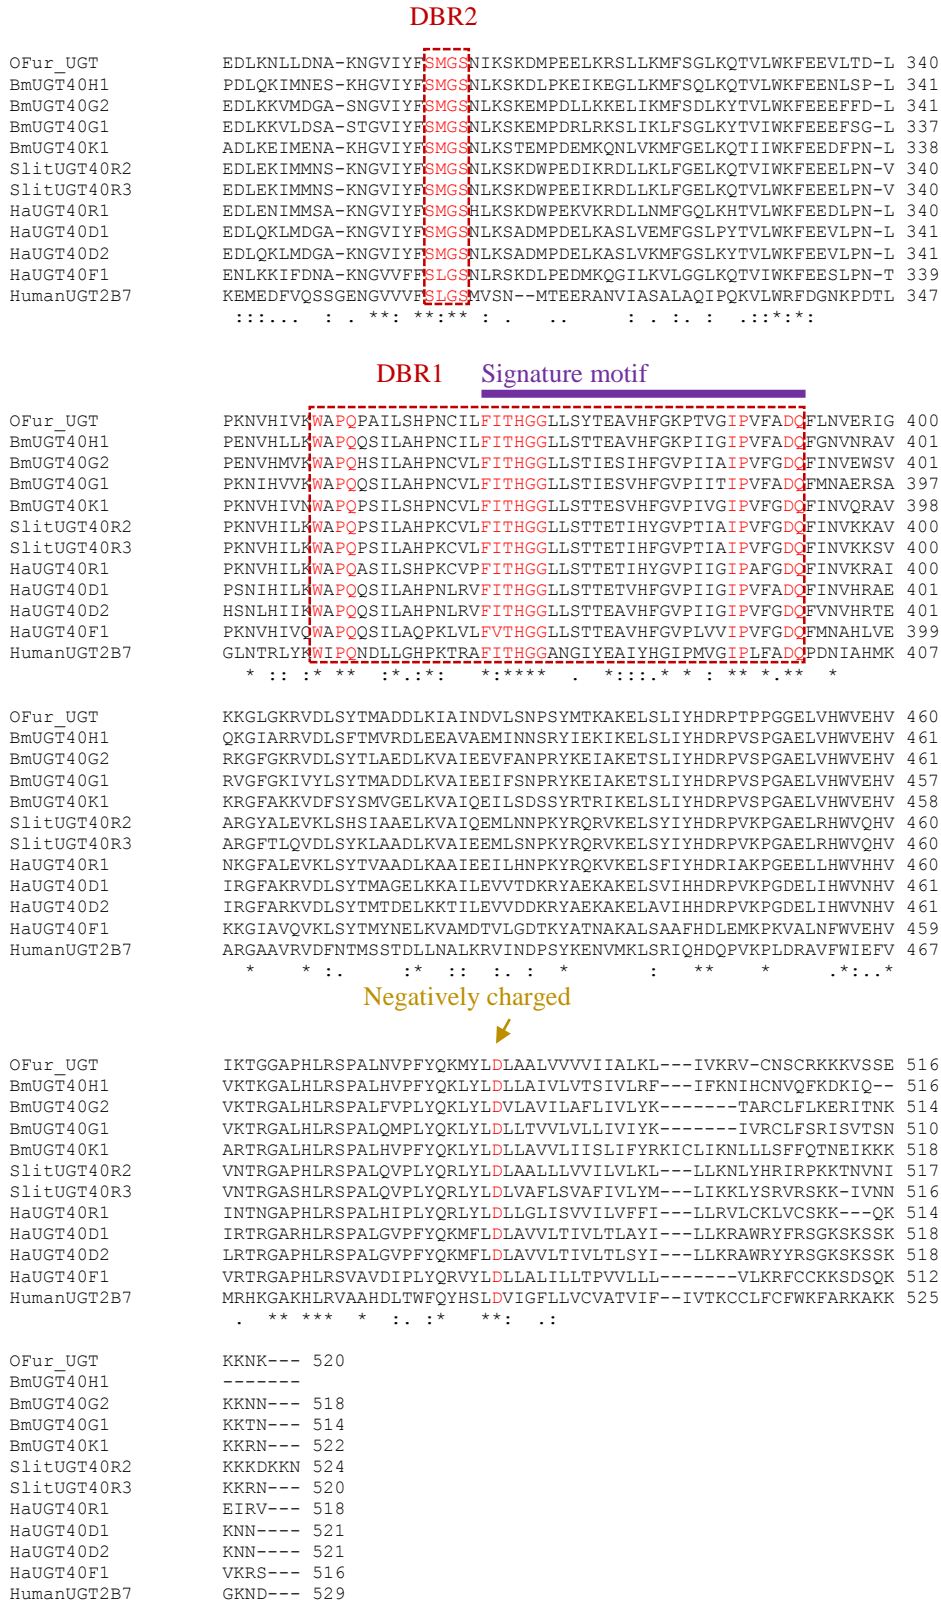 DBR2
OFur_UGT EDLKNLLDNA-KNGVIYFSMGSNIKSKDMPEELKRSLLKMFSGLKQTVLWKFEEVLTD-L 340
BmUGT40H1 PDLQKIMNES-KHGVIYFSMGSNLKSKDLPKEIKEGLLKMFSQLKQTVLWKFEENLSP-L 341
BmUGT40G2 EDLKKVMDGA-SNGVIYFSMGSNLKSKEMPDLLKKELIKMFSDLKYTVLWKFEEEFFD-L 341
BmUGT40G1 EDLKKVLDSA-STGVIYFSMGSNLKSKEMPDRLRKSLIKLFSGLKYTVIWKFEEEFSG-L 337
BmUGT40K1 ADLKEIMENA-KHGVIYFSMGSNLKSTEMPDEMKQNLVKMFGELKQTIIWKFEEDFPN-L 338
SlitUGT40R2 EDLEKIMMNS-KNGVIYFSMGSNLKSKDWPEDIKRDLLKLFGELKQTVIWKFEEELPN-V 340
SlitUGT40R3 EDLEKIMMNS-KNGVIYFSMGSNLKSKDWPEEIKRDLLKLFGELKQTVIWKFEEELPN-V 340
HaUGT40R1 EDLENIMMSA-KNGVIYFSMGSHLKSKDWPEKVKRDLLNMFGQLKHTVLWKFEEDLPN-L 340
HaUGT40D1 EDLQKLMDGA-KNGVIYFSMGSNLKSADMPDELKASLVEMFGSLPYTVLWKFEEVLPN-L 341
HaUGT40D2 EDLQKLMDGA-KNGVIYFSMGSNLKSADMPDELKASLVKMFGSLKYTVLWKFEEVLPN-L 341
HaUGT40F1 ENLKKIFDNA-KNGVVFFSLGSNLRSKDLPEDMKQGILKVLGGLKQTVIWKFEESLPN-T 339
HumanUGT2B7 KEMEDFVQSSGENGVVVFSLGSMVSN--MTEERANVIASALAQIPQKVLWRFDGNKPDTL 347
:::... : . **: **:** : . .. : . : . : .::*:*:
DBR1 Signature motif
OFur_UGT PKNVHIVKWAPQPAILSHPNCILFITHGGLLSYTEAVHFGKPTVGIPVFADQFLNVERIG 400
BmUGT40H1 PENVHLLKWAPQQSILAHPNCILFITHGGLLSTTEAVHFGKPIIGIPVFADQFGNVNRAV 401
BmUGT40G2 PENVHMVKWAPQHSILAHPNCVLFITHGGLLSTIESIHFGVPIIAIPVFGDQFINVEWSV 401
BmUGT40G1 PKNIHVVKWAPQQSILAHPNCVLFITHGGLLSTIESVHFGVPIITIPVFADQFMNAERSA 397
BmUGT40K1 PKNVHIVNWAPQPSILSHPNCILFITHGGLLSTTEAVHFGVPIVGIPVFADQFINVQRAV 398
SlitUGT40R2 PKNVHILKWAPQPSILAHPKCVLFITHGGLLSTTETIHYGVPTIAIPVFGDQFINVKKAV 400
SlitUGT40R3 PKNVHILKWAPQPSILAHPKCVLFITHGGLLSTTETIHFGVPTIAIPVFGDQFINVKKSV 400
HaUGT40R1 PKNVHILKWAPQASILSHPKCVPFITHGGLLSTTETIHYGVPIIGIPAFGDQFINVKRAI 400
HaUGT40D1 PSNIHILKWAPQQSILAHPNLRVFITHGGLLSTTEAIHFGVPIIGIPVFADQFINVHRAE 401
HaUGT40D2 HSNLHIIKWAPQQSILAHPNLRVFITHGGLLSTTEAVHFGVPIIGIPVFGDQFVNVHRTE 401
HaUGT40F1 PKNVHIVQWAPQQSILAQPKLVLFVTHGGLLSTTEAVHFGVPLVVIPVFGDQFMNAHLVE 399
HumanUGT2B7 GLNTRLYKWIPQNDLLGHPKTRAFITHGGANGIYEAIYHGIPMVGIPLFADQPDNIAHMK 407
* :: :* ** :*.:*: *:**** . *:::.* * : ** *.** *
OFur_UGT KKGLGKRVDLSYTMADDLKIAINDVLSNPSYMTKAKELSLIYHDRPTPPGGELVHWVEHV 460
BmUGT40H1 QKGIARRVDLSFTMVRDLEEAVAEMINNSRYIEKIKELSLIYHDRPVSPGAELVHWVEHV 461
BmUGT40G2 RKGFGKRVDLSYTLAEDLKVAIEEVFANPRYKEIAKETSLIYHDRPVSPGAELVHWVEHV 461
BmUGT40G1 RVGFGKIVYLSYTMADDLKVAIEEIFSNPRYKEIAKETSLIYHDRPVSPGAELVHWVEHV 457
BmUGT40K1 KRGFAKKVDFSYSMVGELKVAIQEILSDSSYRTRIKELSLIYHDRPVSPGAELVHWVEHV 458
SlitUGT40R2 ARGYALEVKLSHSIAAELKVAIQEMLNNPKYRQRVKELSYIYHDRPVKPGAELRHWVQHV 460
SlitUGT40R3 ARGFTLQVDLSYKLAADLKVAIEEMLSNPKYRQRVKELSYIYHDRPVKPGAELRHWVQHV 460
HaUGT40R1 NKGFALEVKLSYTVAADLKAAIEEILHNPKYRQKVKELSFIYHDRIAKPGEELLHWVHHV 460
HaUGT40D1 IRGFAKRVDLSYTMAGELKKAILEVVTDKRYAEKAKELSVIHHDRPVKPGDELIHWVNHV 461
HaUGT40D2 IRGFARKVDLSYTMTDELKKTILEVVDDKRYAEKAKELAVIHHDRPVKPGDELIHWVNHV 461
HaUGT40F1 KKGIAVQVKLSYTMYNELKVAMDTVLGDTKYATNAKALSAAFHDLEMKPKVALNFWVEHV 459
HumanUGT2B7 ARGAAVRVDFNTMSSTDLLNALKRVINDPSYKENVMKLSRIQHDQPVKPLDRAVFWIEFV 467
* * :. :* :: :. : * : ** * .*:..*
Negatively charged
OFur_UGT IKTGGAPHLRSPALNVPFYQKMYLDLAALVVVVIIALKL---IVKRV-CNSCRKKKVSSE 516
BmUGT40H1 VKTKGALHLRSPALHVPFYQKLYLDLLAIVLVTSIVLRF---IFKNIHCNVQFKDKIQ-- 516
BmUGT40G2 VKTRGALHLRSPALFVPLYQKLYLDVLAVILAFLIVLYK-------TARCLFLKERITNK 514
BmUGT40G1 VKTRGALHLRSPALQMPLYQKLYLDLLTVVLVLLIVIYK-------IVRCLFSRISVTSN 510
BmUGT40K1 ARTRGALHLRSPALHVPFYQKLYLDLLAVVLLISLIFYRKICLIKNLLLSFFQTNEIKKK 518
SlitUGT40R2 VNTRGAPHLRSPALQVPLYQRLYLDLAALLLVVILVLKL---LLKNLYHRIRPKKTNVNI 517
SlitUGT40R3 VNTRGASHLRSPALQVPLYQRLYLDLVAFLSVAFIVLYM---LIKKLYSRVRSKK-IVNN 516
HaUGT40R1 INTNGAPHLRSPALHIPLYQRLYLDLLGLISVVILVFFI---LLRVLCKLVCSKK---QK 514
HaUGT40D1 IRTRGARHLRSPALGVPFYQKMFLDLAVVLTIVLTLAYI---LLKRAWRYFRSGKSKSSK 518
HaUGT40D2 LRTRGAPHLRSPALGVPFYQKMFLDLAVVLTIVLTLSYI---LLKRAWRYYRSGKSKSSK 518
HaUGT40F1 VRTRGAPHLRSVAVDIPLYQRVYLDLLALILLTPVVLLL-------VLKRFCCKKSDSQK 512
HumanUGT2B7 MRHKGAKHLRVAAHDLTWFQYHSLDVIGFLLVCVATVIF---IVTKCCLFCFWKFARKAKK 525
. ** *** * :. :* **: .:
OFur_UGT KKNK--- 520
BmUGT40H1 -------
BmUGT40G2 KKNN--- 518
BmUGT40G1 KKTN--- 514
BmUGT40K1 KKRN--- 522
SlitUGT40R2 KKKDKKN 524
SlitUGT40R3 KKRN--- 520
HaUGT40R1 EIRV--- 518
HaUGT40D1 KNN---- 521
HaUGT40D2 KNN---- 521
HaUGT40F1 VKRS--- 516
HumanUGT2B7 GKND--- 529